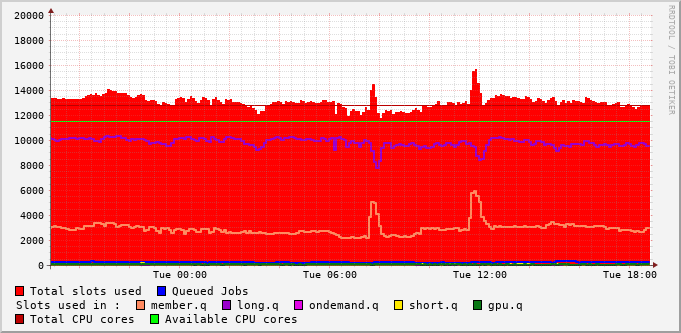 20000
18000
16000
14000
12000
10000
8000
6000
4000
2000
0
Tue 00:00 Tue 06:00 Tue 12:00 Tue 18:00
Total slots used Queued Jobs
Slots used in : member.q long.q ondemand.q short.q gpu.q
Total CPU cores Available CPU cores
RRDTOOL / TOBI OETIKER